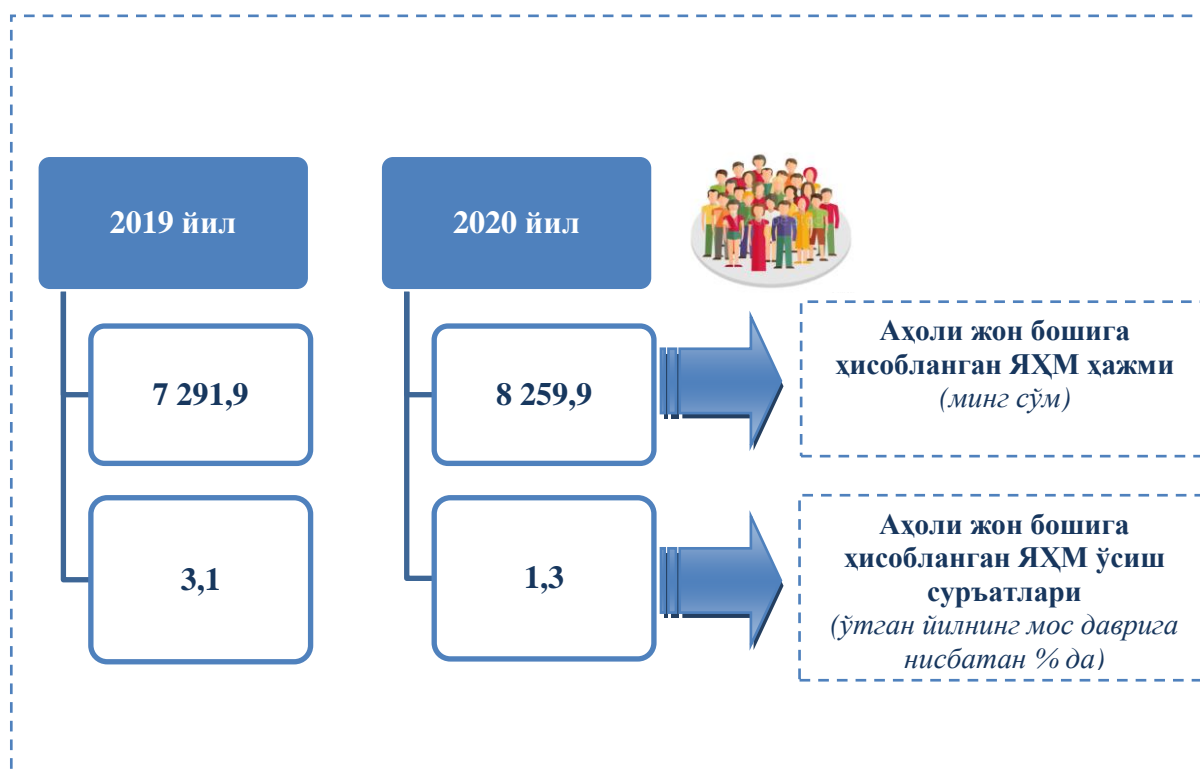 2019 йил
2020 йил
7 291,9
8 259,9
Аҳоли жон бошига
ҳисобланган ЯҲМ ҳажми
(минг сўм)
3,1
1,3
Аҳоли жон бошига
ҳисобланган ЯҲМ ўсиш
суръатлари
(ўтган йилнинг мос даврига
нисбатан % да)